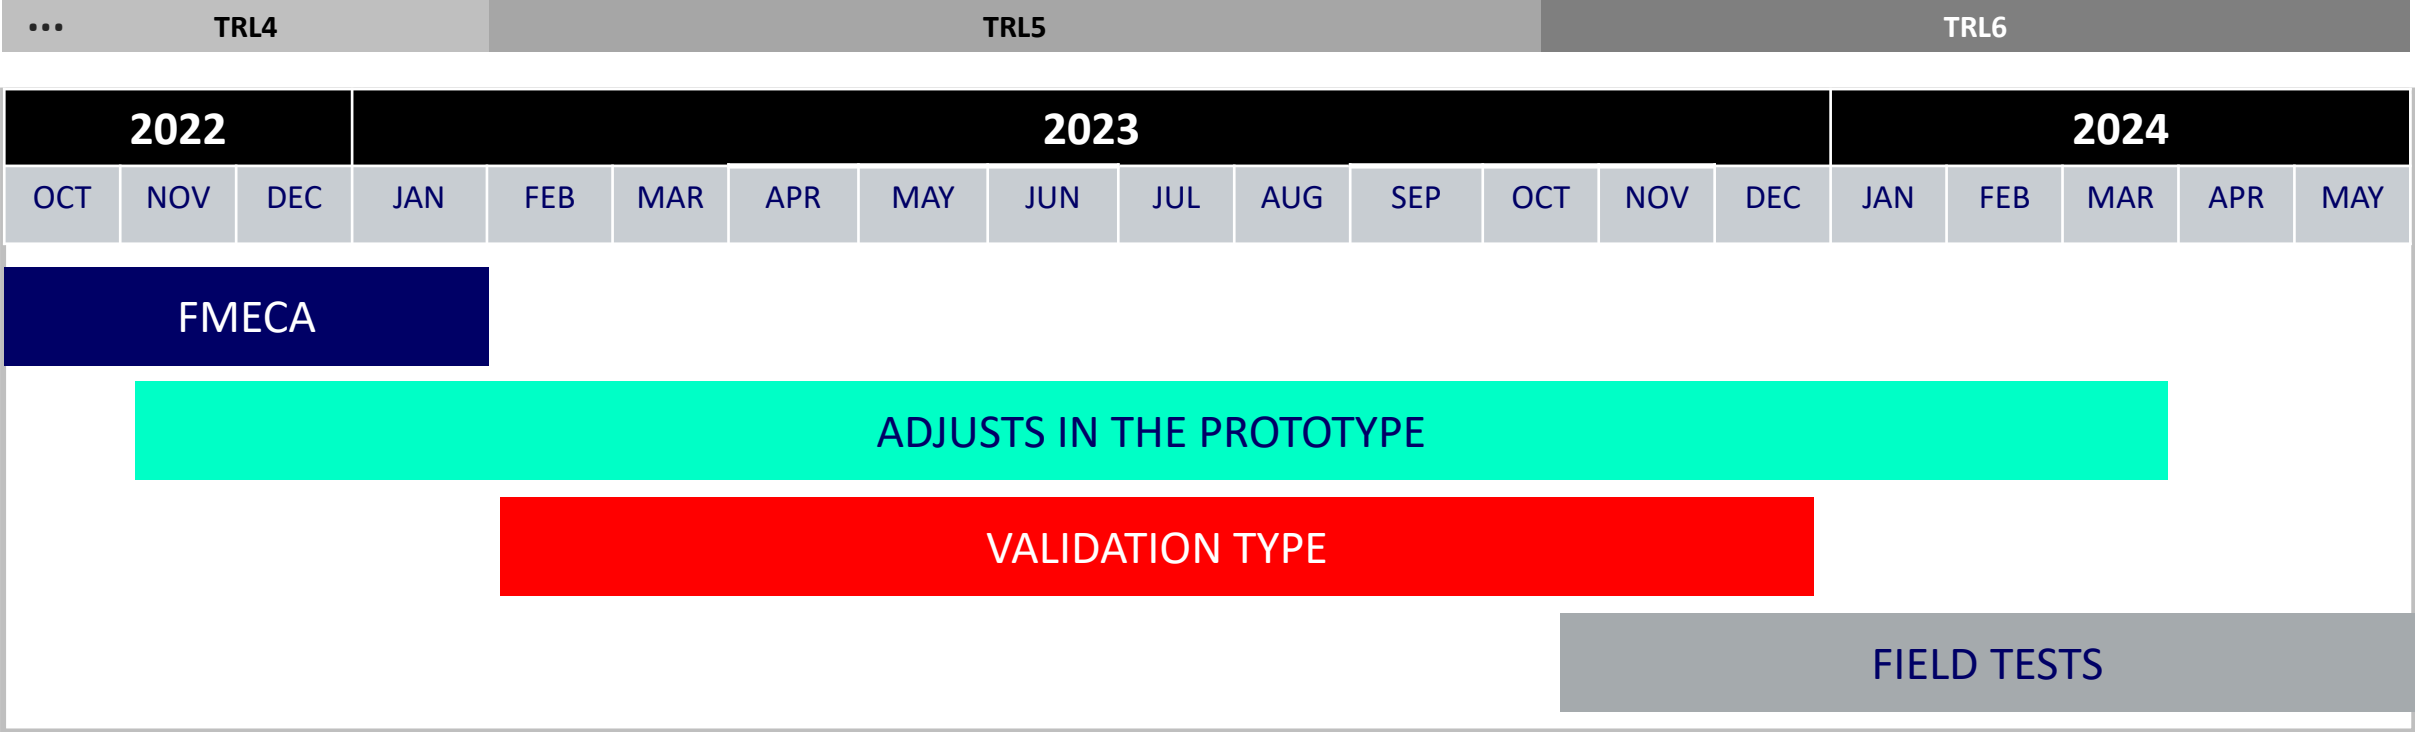 ... TRL4 TRL5 TRL6
2022 2023 2024
OCT NOV DEC JAN FEB MAR APR MAY JUN JUL AUG SEP OCT NOV DEC JAN FEB MAR APR MAY
FMECA
ADJUSTS IN THE PROTOTYPE
VALIDATION TYPE
FIELD TESTS